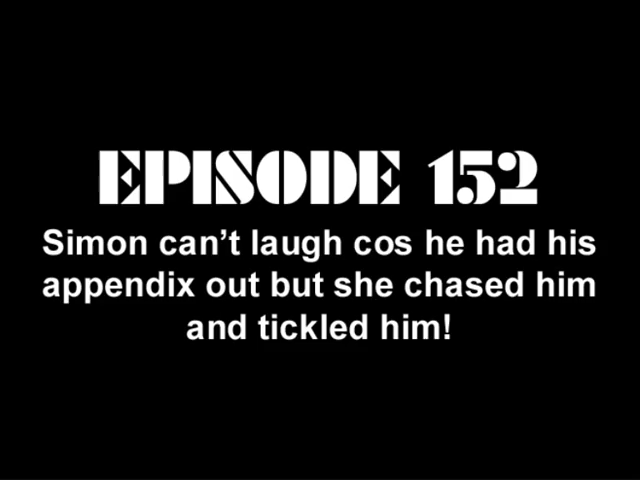 EPISODE 152
Simon can't laugh cos he had his
appendix out but she chased him
and tickled him!